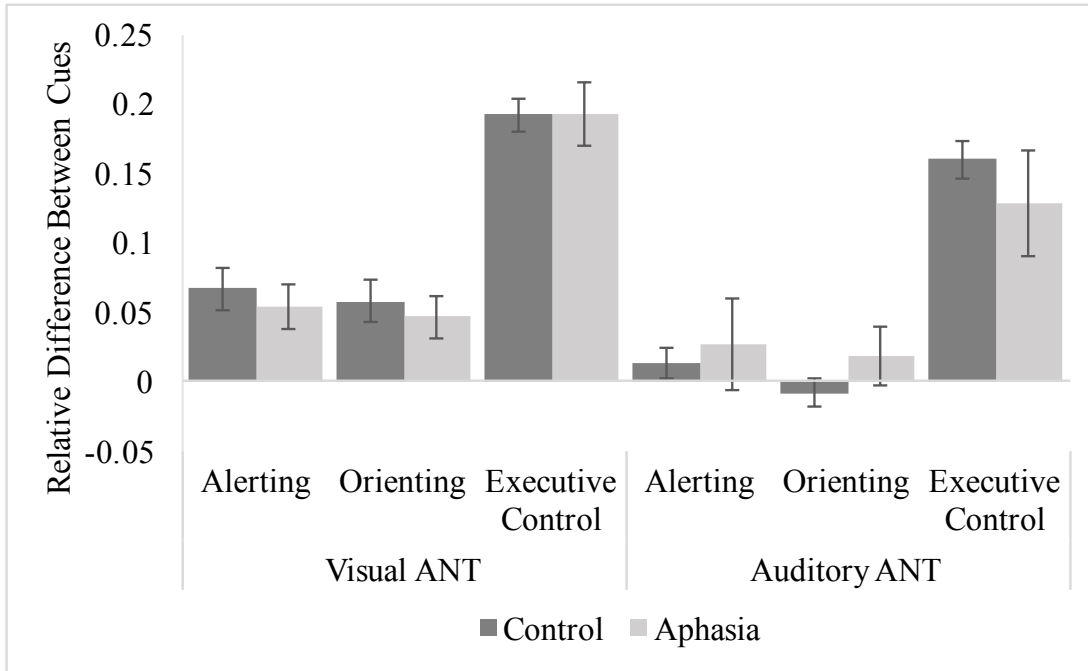 Relative Difference Between Cues
0.25
0.2
0.15
0.1
0.05
0
-0.05
Alerting
Orienting
Executive
Control
Alerting
Orienting
Executive
Control
Visual ANT
Auditory ANT
Control
Aphasia